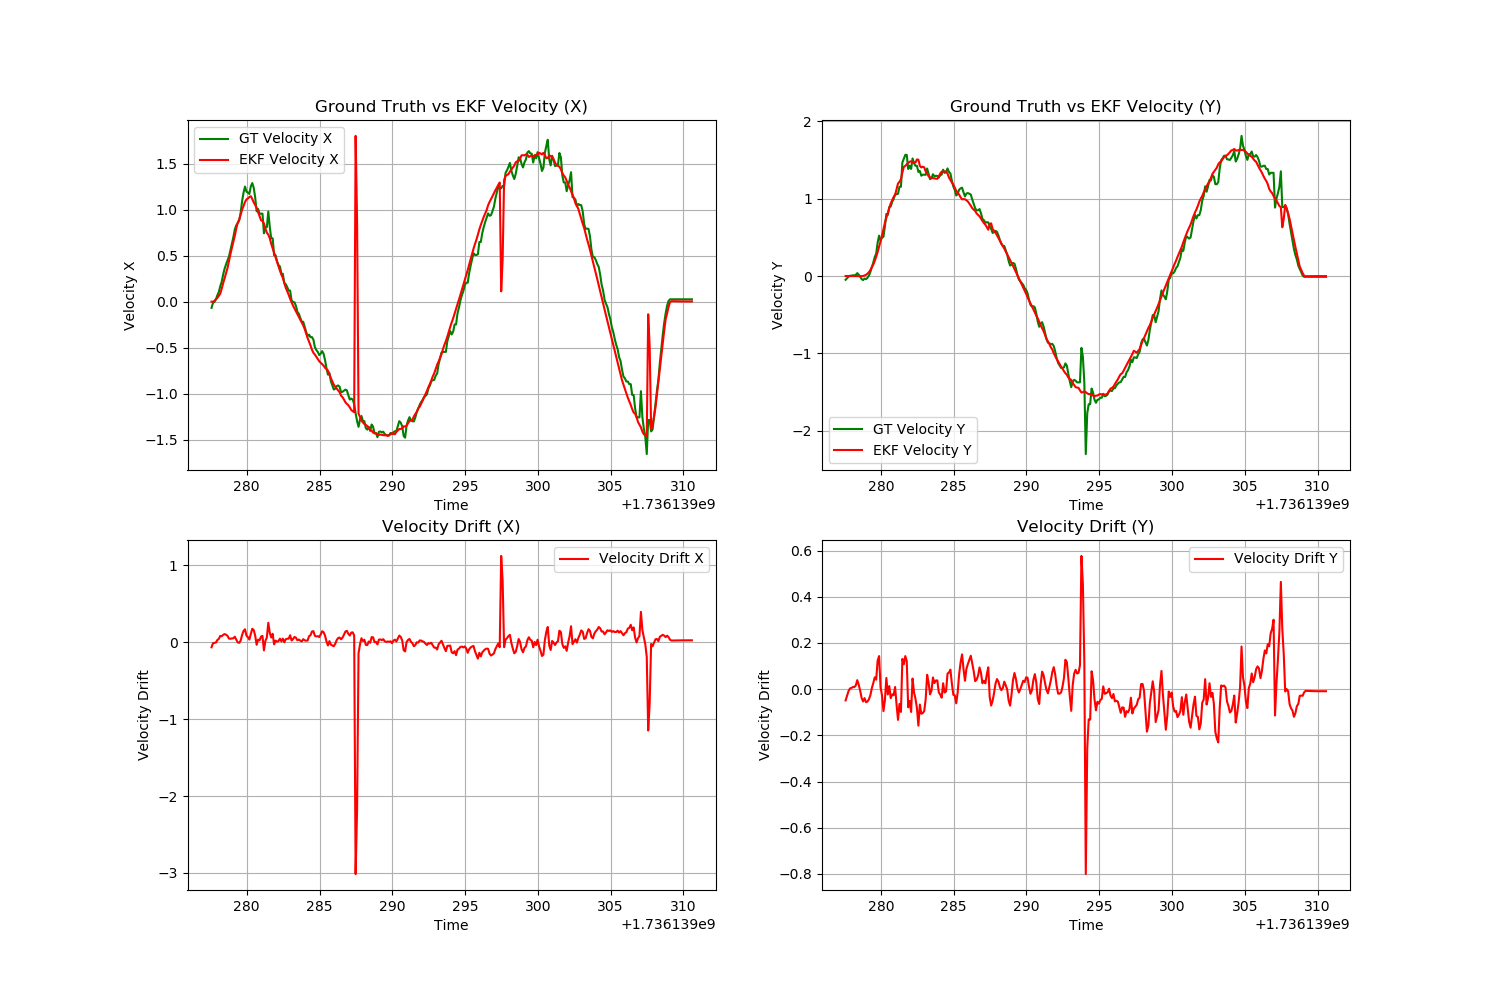 Ground Truth vs EKF Velocity (X)
GT Velocity X
EKF Velocity X
Velocity X
1.5
1.0
0.5
0.0
−0.5
−1.0
−1.5
280 285 290 295 300 305 310
Time
+1.736139e9
Ground Truth vs EKF Velocity (Y)
GT Velocity Y
EKF Velocity Y
Velocity Y
2
1
0
−1
−2
280 285 290 295 300 305 310
Time
+1.736139e9
Velocity Drift (X)
Velocity Drift X
Velocity Drift
1
0
−1
−2
−3
280 285 290 295 300 305 310
Time
+1.736139e9
Velocity Drift (Y)
Velocity Drift Y
Velocity Drift
0.6
0.4
0.2
0.0
−0.2
−0.4
−0.6
−0.8
280 285 290 295 300 305 310
Time
+1.736139e9